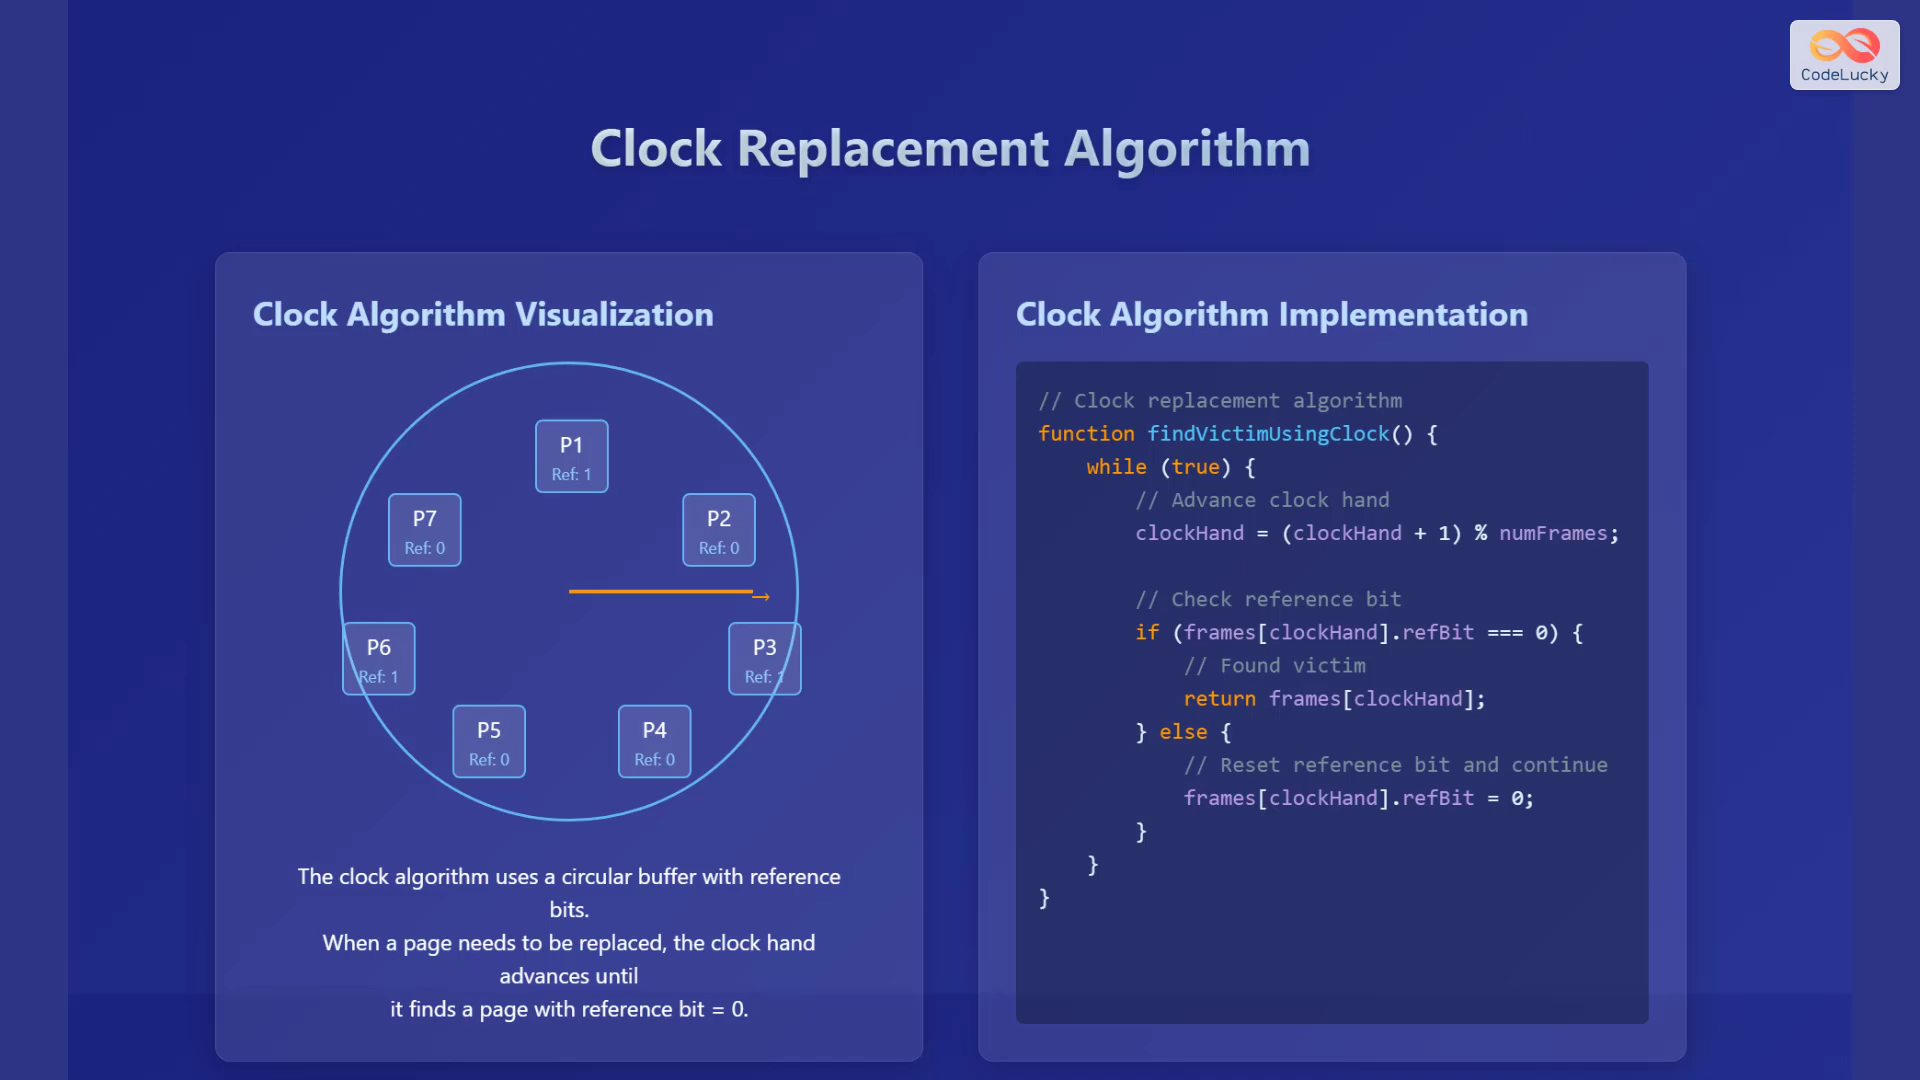 CodeLucky
Clock Replacement Algorithm
Clock Algorithm Visualization
P1
Ref: 1
P7
Ref: 0
P2
Ref: 0
→
P6
Ref: 1
P3
Ref: 1
P5
Ref: 0
P4
Ref: 0
The clock algorithm uses a circular buffer with reference
bits.
When a page needs to be replaced, the clock hand
advances until
it finds a page with reference bit = 0.
Clock Algorithm Implementation
// Clock replacement algorithm
function findVictimUsingClock() {
    while (true) {
        // Advance clock hand
        clockHand = (clockHand + 1) % numFrames;

        // Check reference bit
        if (frames[clockHand].refBit === 0) {
            // Found victim
            return frames[clockHand];
        } else {
            // Reset reference bit and continue
            frames[clockHand].refBit = 0;
        }
    }
}